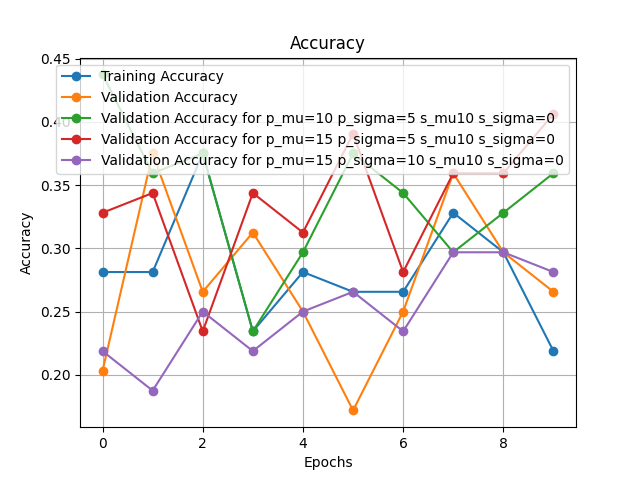 Accuracy
Training Accuracy
Validation Accuracy
Validation Accuracy for p_mu=10 p_sigma=5 s_mu10 s_sigma=0
Validation Accuracy for p_mu=15 p_sigma=5 s_mu10 s_sigma=0
Validation Accuracy for p_mu=15 p_sigma=10 s_mu10 s_sigma=0
0.45
0.40
0.35
0.30
0.25
0.20
Accuracy
0 2 4 6 8
Epochs